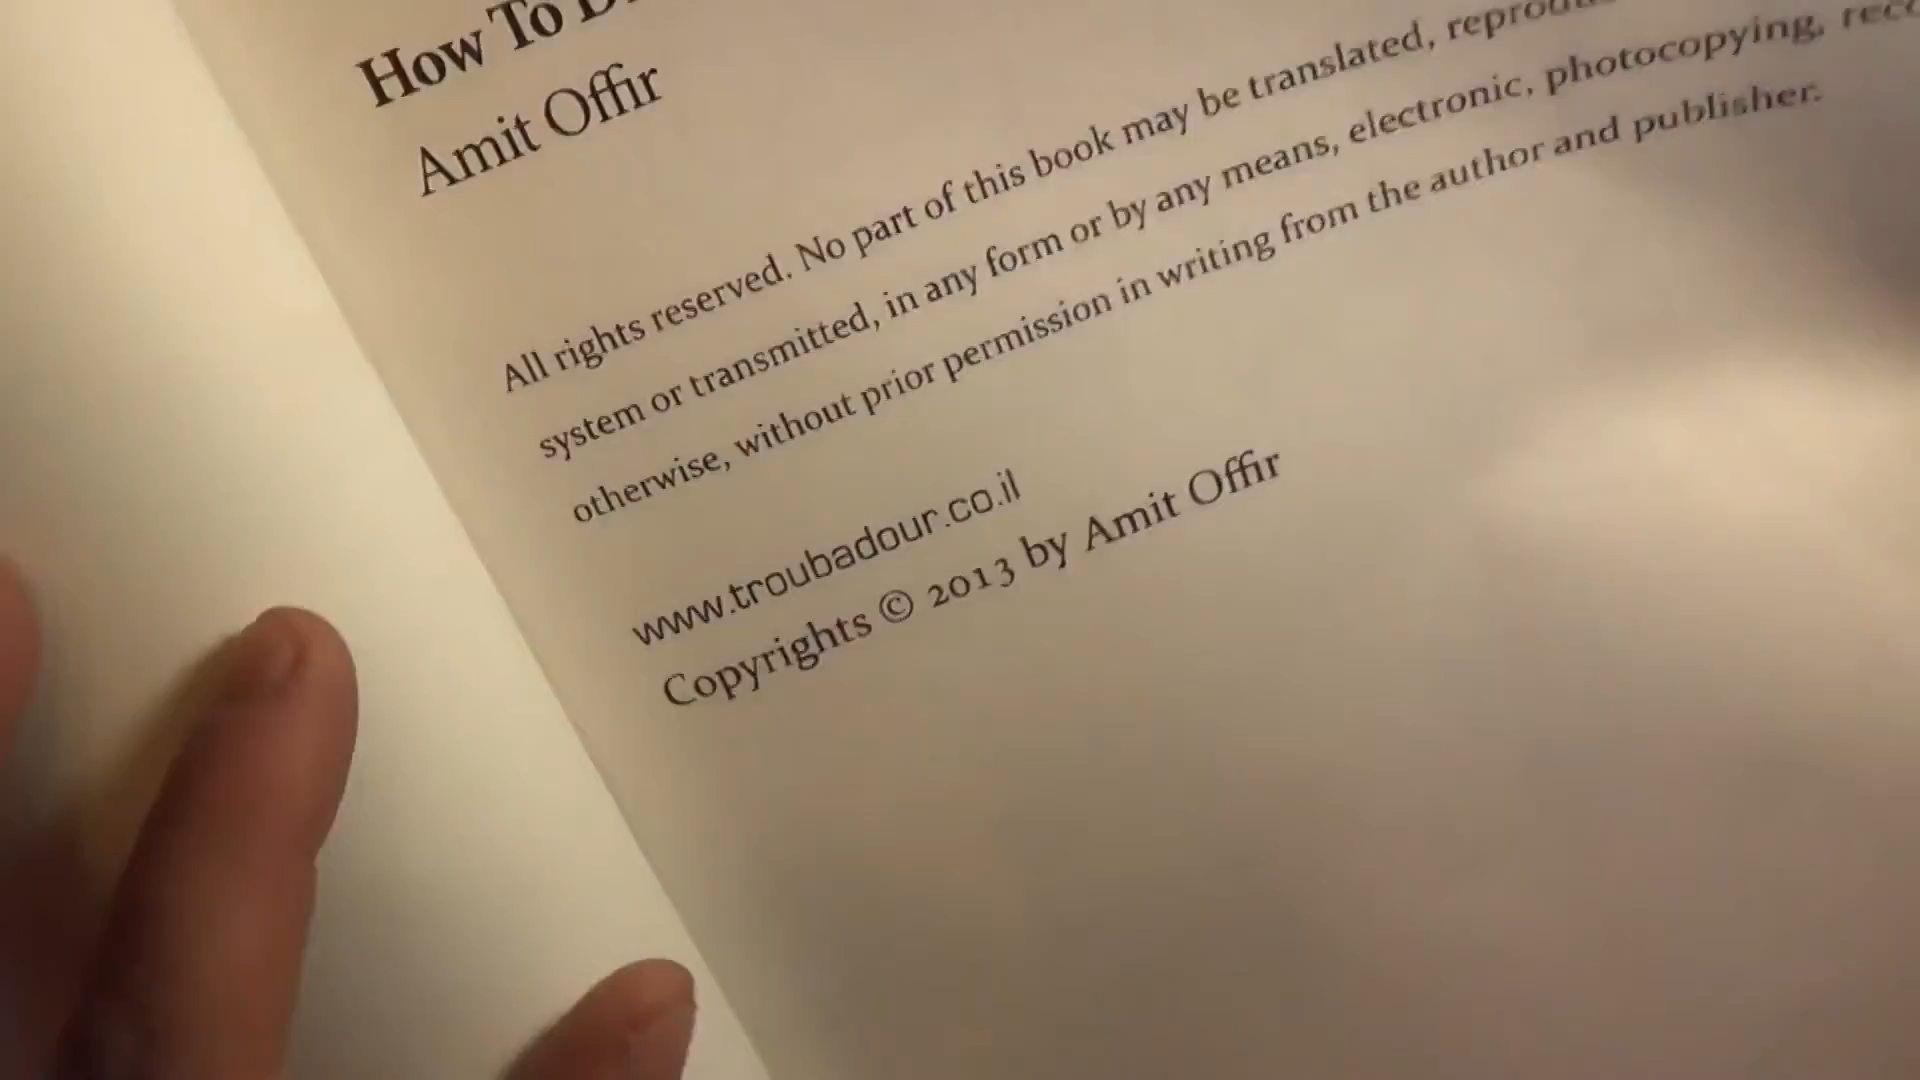 How To
Amit Offir
All rights reserved. No part of this book may be translated,
system or transmitted, in any form or by any means, electronic, photocopying,
otherwise, without prior permission in writing from the author and publisher.
www.troubadour.co.il
Copyrights © 2013 by Amit Offir